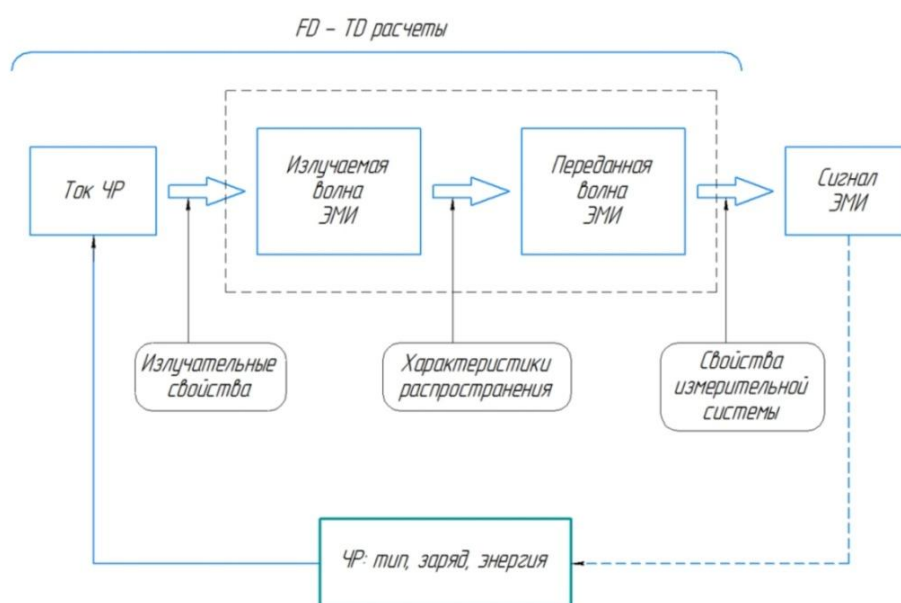 FD – TD расчеты
Ток ЧР
Излучаемая
волна
ЭМИ
Переданная
волна
ЭМИ
Сигнал
ЭМИ
Излучательные
свойства
Характеристики
распространения
Свойства
измерительной
системы
ЧР: тип, заряд, энергия